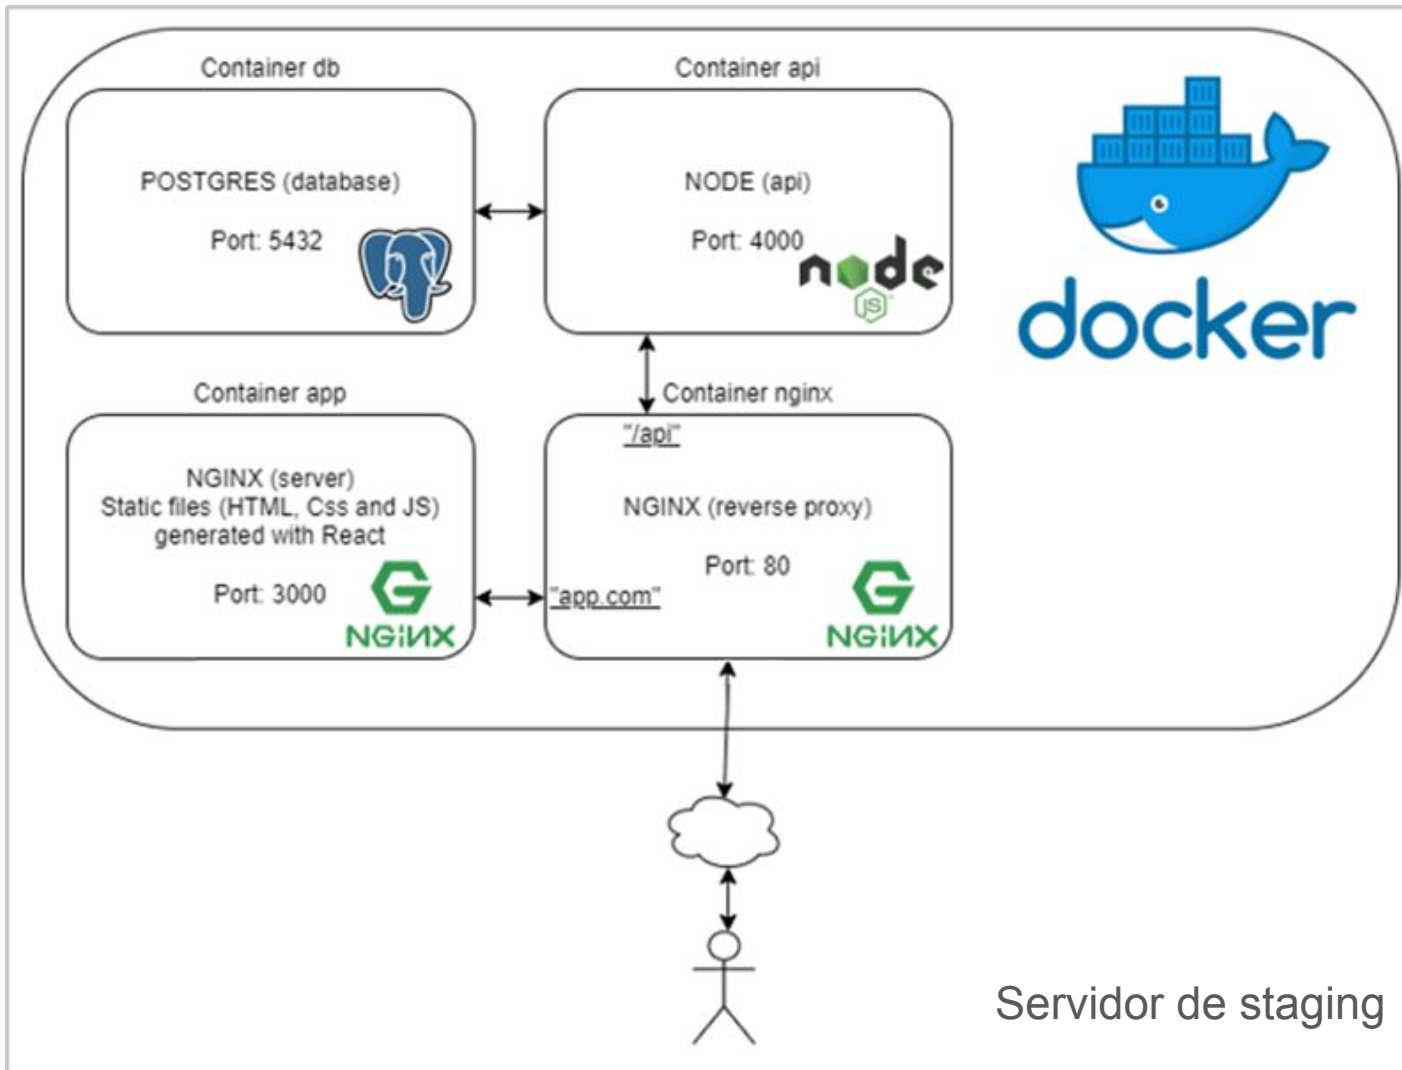 Container db
POSTGRES (database)
Port: 5432
Container api
NODE (api)
Port: 4000
node
JS
docker
Container app
NGINX (server)
Static files (HTML, Css and JS)
generated with React
Port: 3000
G
NGiNX
Container nginx
"/api"
NGINX (reverse proxy)
Port: 80
"app.com"
G
NGiNX
Servidor de staging